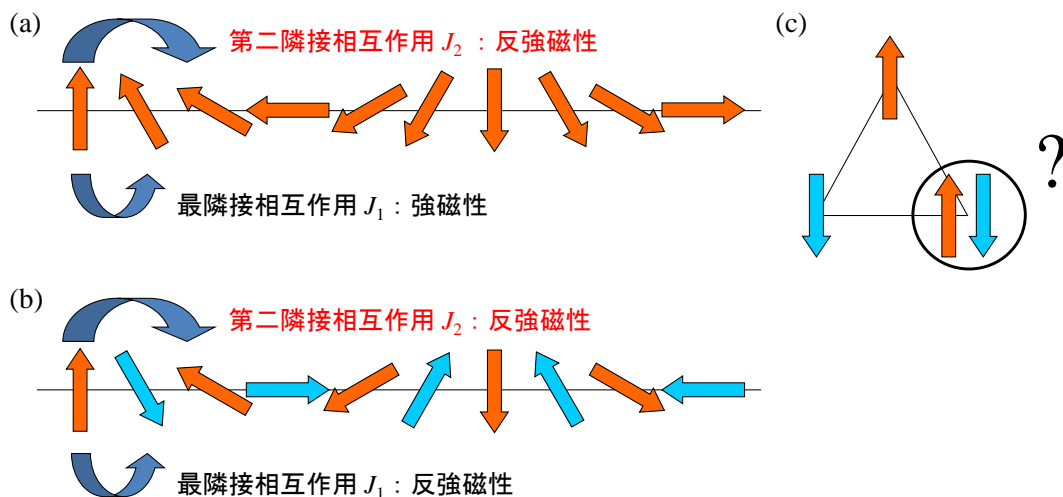 (a)
第二隣接相互作用 J2 ：反強磁性
最隣接相互作用 J1：強磁性
(b)
第二隣接相互作用 J2：反強磁性
最隣接相互作用 J1：反強磁性
(c)
?